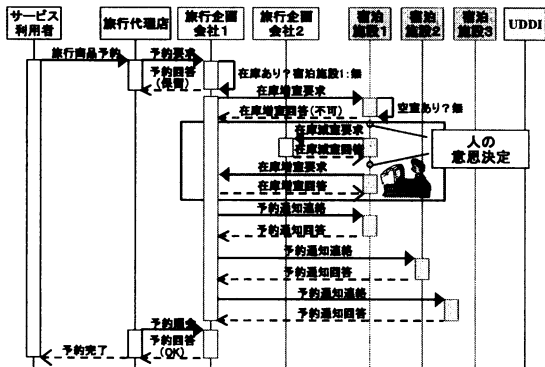 サービス
利用者
旅行代理店
旅行企画
会社1
旅行企画
会社2
宿泊
施設1
宿泊
施設2
宿泊
施設3
UDDI
旅行商品予約
予約要求
予約回答
(保留)
在庫あり?宿泊施設1:無
在庫増室要求
在庫増室回答(不可)
空室あり?無
在庫減室要求
在庫減室回答
人の
意思決定
在庫増室要求
在庫増室回答
予約通知連絡
予約通知回答
予約通知連絡
予約通知回答
予約通知連絡
予約通知回答
予約照会
予約回答
(OK)
予約完了